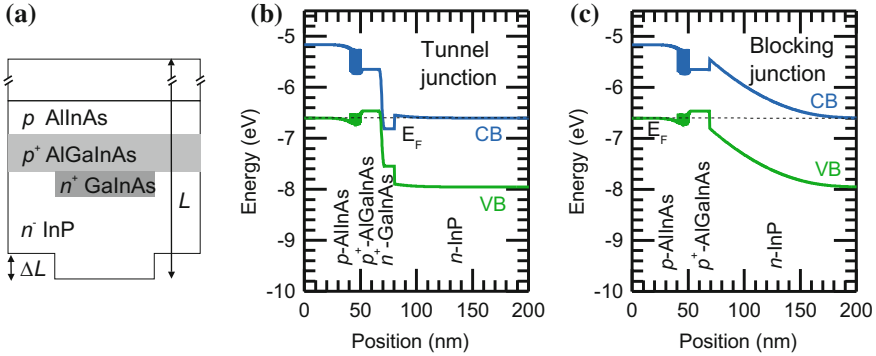 (a)
p AlInAs
p⁺ AlGaInAs
n⁺ GaInAs
n⁻ InP
L
ΔL
(b)
-5
-6
-7
-8
-9
-10
Energy (eV)
Tunnel
junction
E_F
CB
VB
p-AlInAs
p⁺-AlGaInAs
n⁺-GaInAs
n-InP
0 50 100 150 200
Position (nm)
(c)
-5
-6
-7
-8
-9
-10
Energy (eV)
Blocking
junction
CB
E_F
VB
p-AlInAs
p⁺-AlGaInAs
n-InP
0 50 100 150 200
Position (nm)